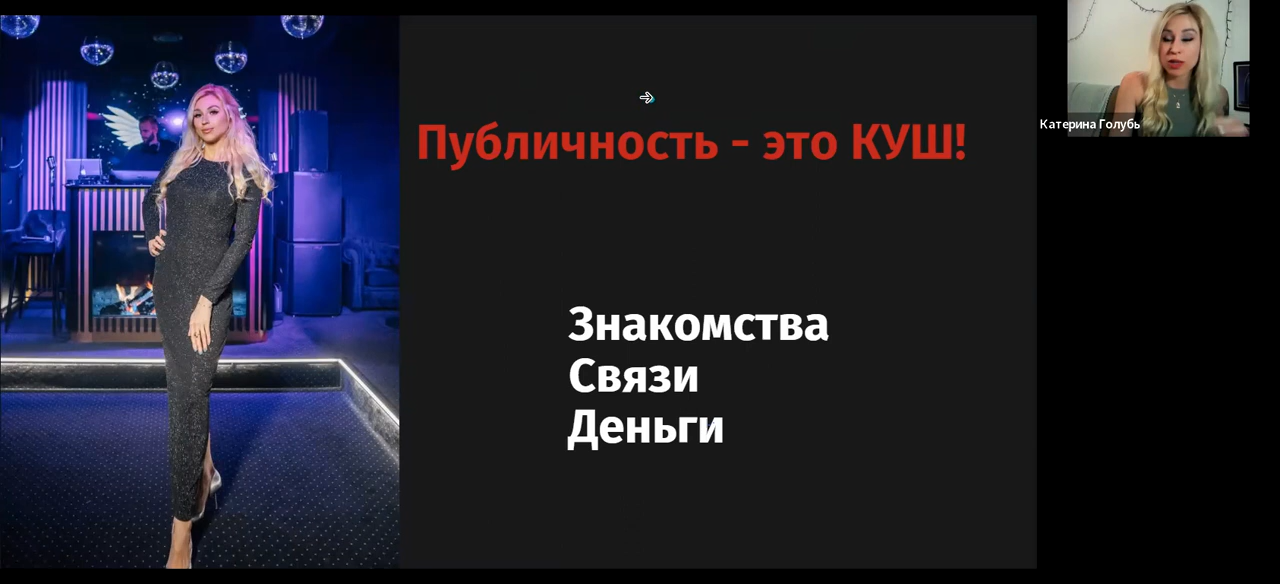 Публичность - это КУШ!
Катерина Голубь
Знакомства
Связи
Деньги